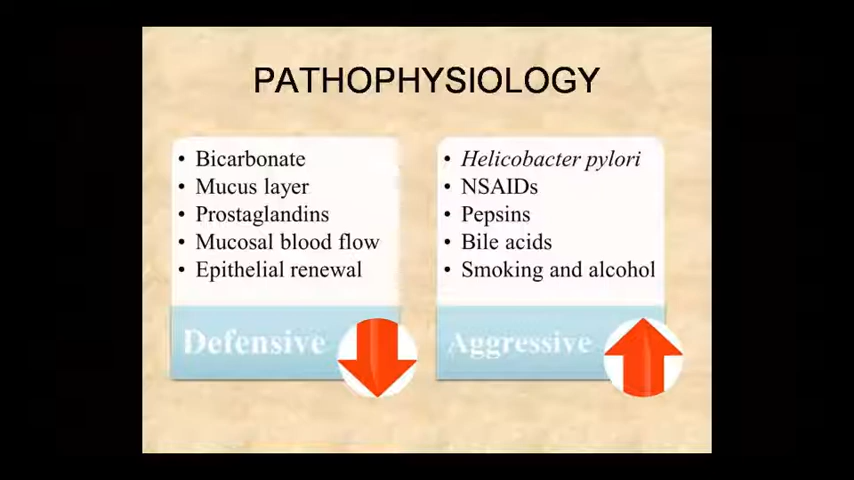 PATHOPHYSIOLOGY
• Bicarbonate
• Mucus layer
• Prostaglandins
• Mucosal blood flow
• Epithelial renewal
Defensive
• Helicobacter pylori
• NSAIDs
• Pepsins
• Bile acids
• Smoking and alcohol
Aggressive